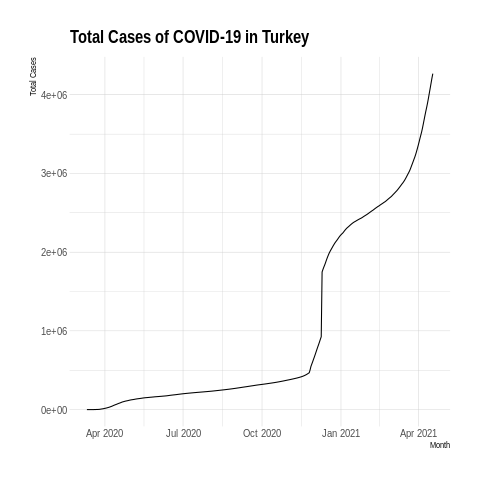 Total Cases of COVID-19 in Turkey
Total Cases
4e+06
3e+06
2e+06
1e+06
0e+00
Apr 2020
Jul 2020
Oct 2020
Jan 2021
Apr 2021
Month